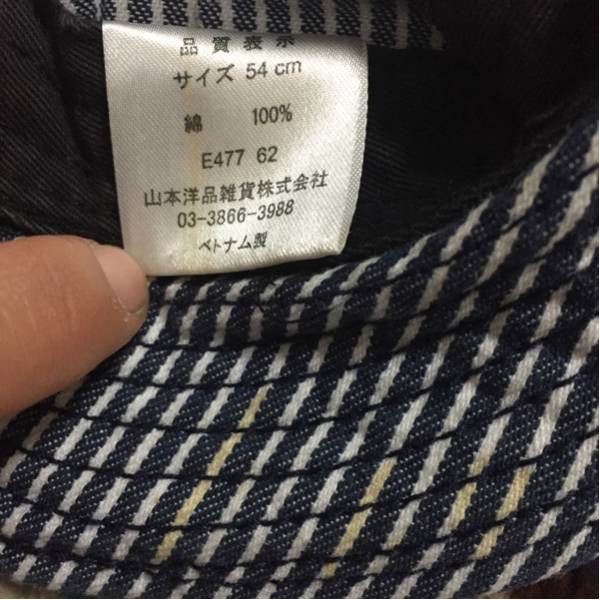 品質表示
サイズ 54 cm
綿 100%
E477 62
山本洋品雑貨株式会社
03-3866-3988
ベトナム製